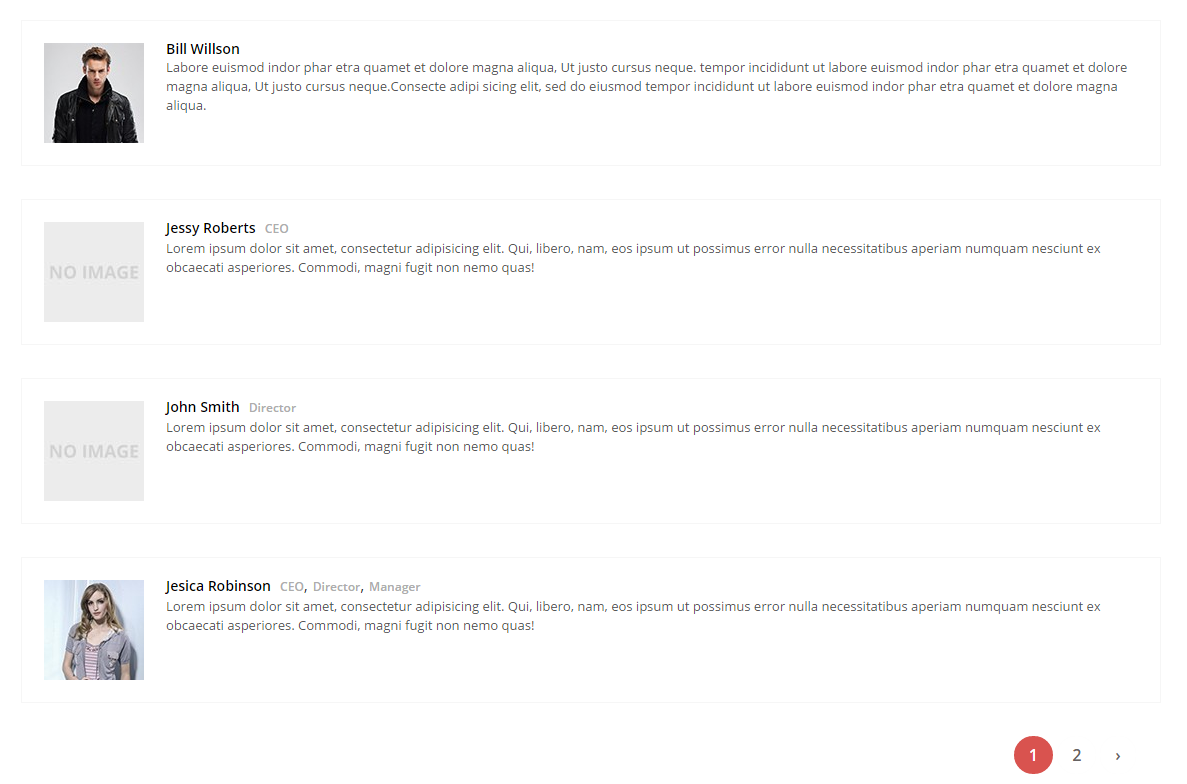 Bill Willson
Labore euismod indor phar etra quamet et dolore magna aliqua, Ut justo cursus neque. tempor incididunt ut labore euismod indor phar etra quamet et dolore
magna aliqua, Ut justo cursus neque.Consecte adipi sicing elit, sed do eiusmod tempor incididunt ut labore euismod indor phar etra quamet et dolore magna
aliqua.
NO IMAGE
Jessy Roberts CEO
Lorem ipsum dolor sit amet, consectetur adipisicing elit. Qui, libero, nam, eos ipsum ut possimus error nulla necessitatibus aperiam numquam nesciunt ex
obcaecati asperiores. Commodi, magni fugit non nemo quas!
NO IMAGE
John Smith Director
Lorem ipsum dolor sit amet, consectetur adipisicing elit. Qui, libero, nam, eos ipsum ut possimus error nulla necessitatibus aperiam numquam nesciunt ex
obcaecati asperiores. Commodi, magni fugit non nemo quas!
Jesica Robinson CEO, Director, Manager
Lorem ipsum dolor sit amet, consectetur adipisicing elit. Qui, libero, nam, eos ipsum ut possimus error nulla necessitatibus aperiam numquam nesciunt ex
obcaecati asperiores. Commodi, magni fugit non nemo quas!
1 2 ›